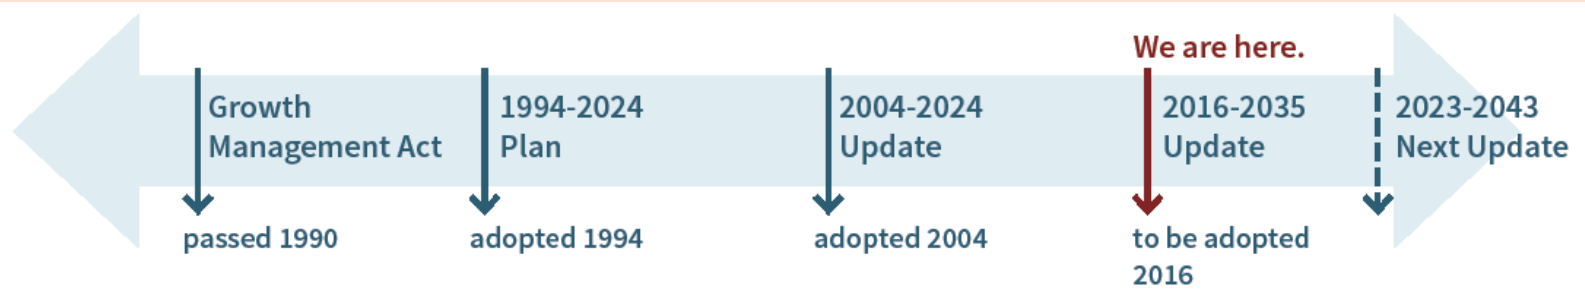 We are here.
Growth
Management Act
1994-2024
Plan
2004-2024
Update
2016-2035
Update
2023-2043
Next Update
passed 1990
adopted 1994
adopted 2004
to be adopted
2016